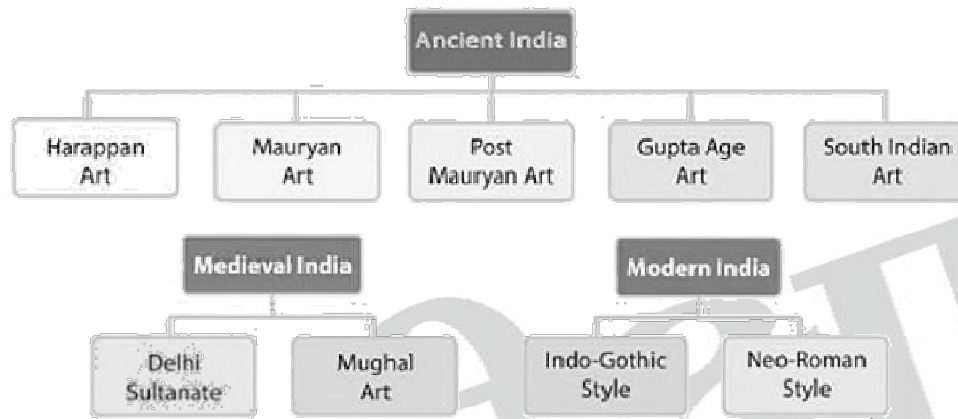 Ancient India
Harappan
Art
Mauryan
Art
Post
Mauryan Art
Gupta Age
Art
South Indian
Art
Medieval India
Delhi
Sultanate
Mughal
Art
Modern India
Indo-Gothic
Style
Neo-Roman
Style